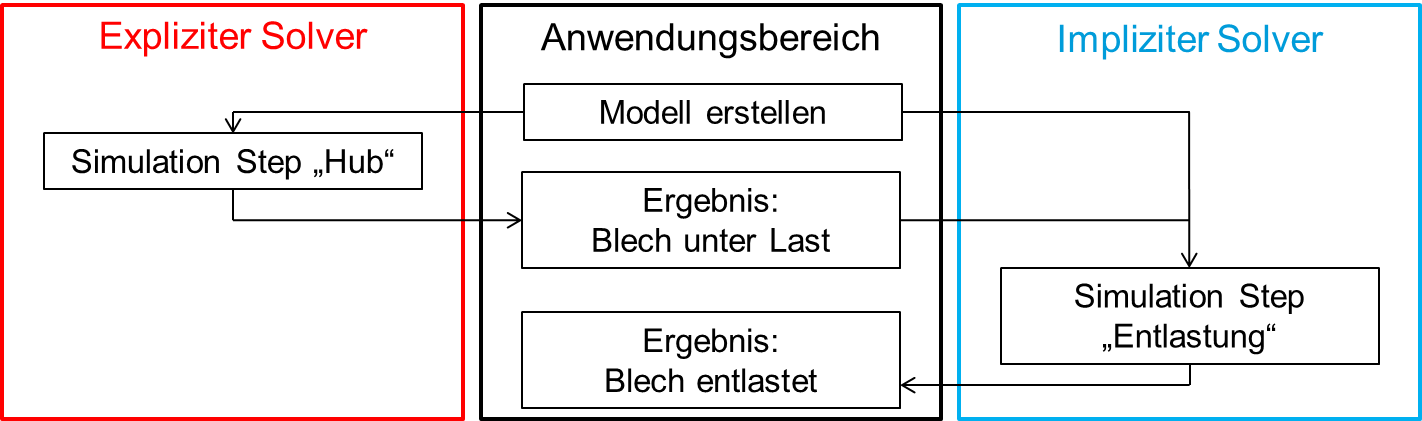 Expliziter Solver
Anwendungsbereich
Impliziter Solver
Modell erstellen
Simulation Step „Hub“
Ergebnis:
Blech unter Last
Simulation Step
„Entlastung“
Ergebnis:
Blech entlastet